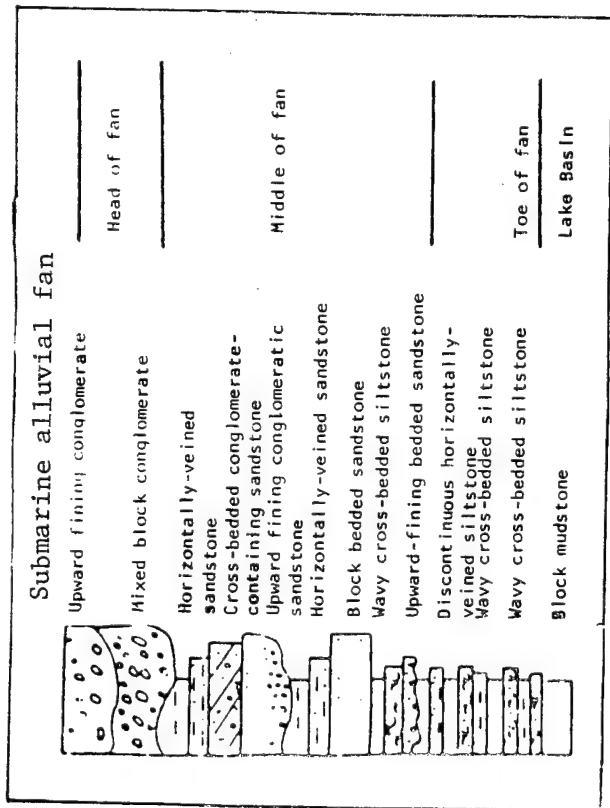 Submarine alluvial fan
Upward fining conglomerate
Mixed block conglomerate
Horizontally-veined
sandstone
Cross-bedded conglomerate-
containing sandstone
Upward fining conglomeratic
sandstone
Horizontally-veined sandstone
Block bedded sandstone
Wavy cross-bedded siltstone
Upward-fining bedded sandstone
Discontinuous horizontally-
veined siltstone
Wavy cross-bedded siltstone
Wavy cross-bedded siltstone
Block mudstone
Head of fan
Middle of fan
Toe of fan
Lake Basin